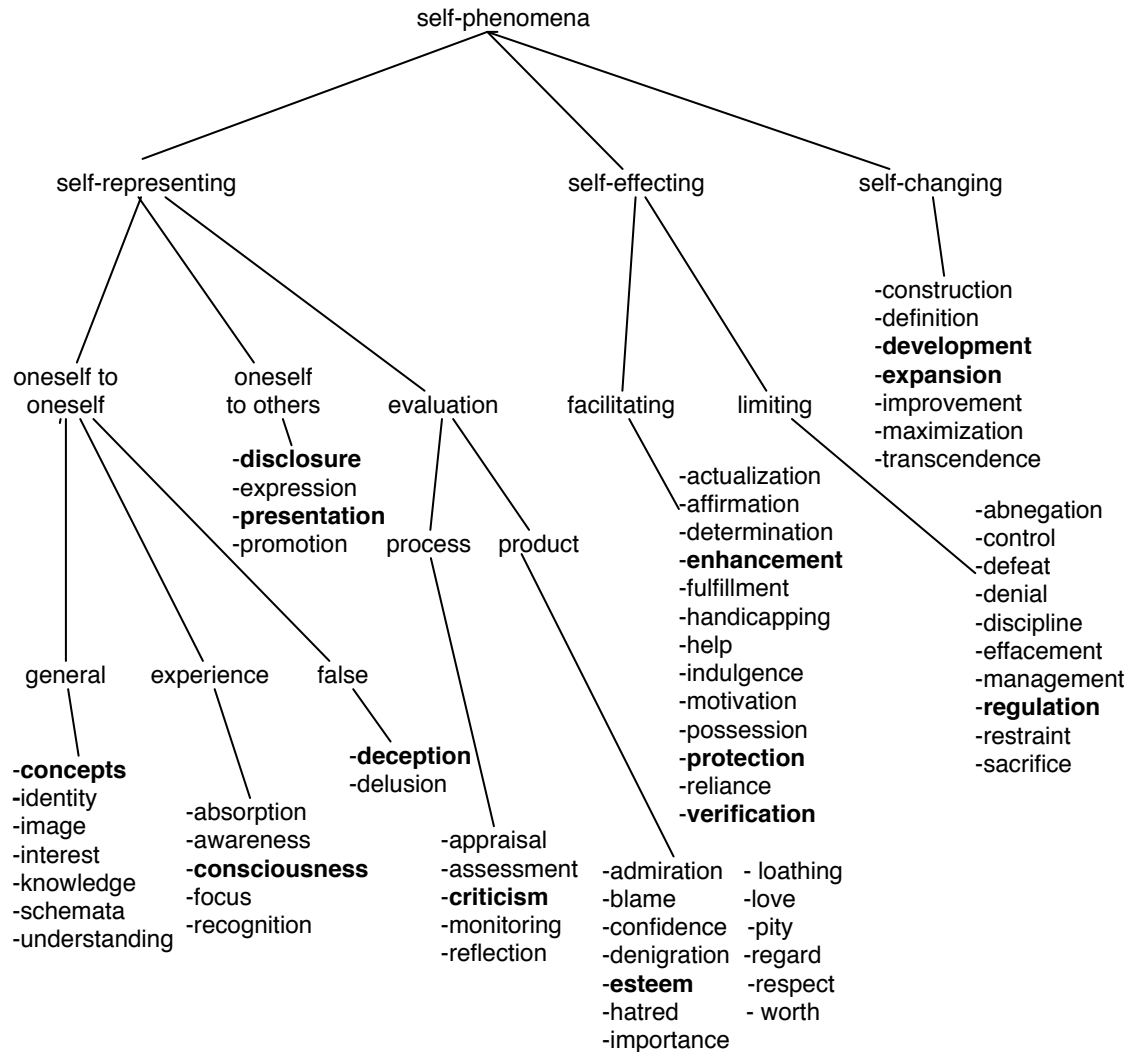 self-phenomena
self-representing
self-effecting
self-changing
-construction
-definition
-development
-expansion
-improvement
-maximization
-transcendence
oneself to
oneself
oneself
to others
evaluation
facilitating
limiting
-disclosure
-expression
-presentation
-promotion
process
product
-actualization
-affirmation
-determination
-enhancement
-fulfillment
-handicapping
-help
-indulgence
-motivation
-possession
-protection
-reliance
-verification
-abnegation
-control
-defeat
-denial
-discipline
-effacement
-management
-regulation
-restraint
-sacrifice
general
experience
false
-concepts
-identity
-image
-interest
-knowledge
-schemata
-understanding
-absorption
-awareness
-consciousness
-focus
-recognition
-deception
-delusion
-appraisal
-assessment
-criticism
-monitoring
-reflection
-admiration
-blame
-confidence
-denigration
-esteem
-hatred
-importance
- loathing
-love
-pity
-regard
-respect
- worth